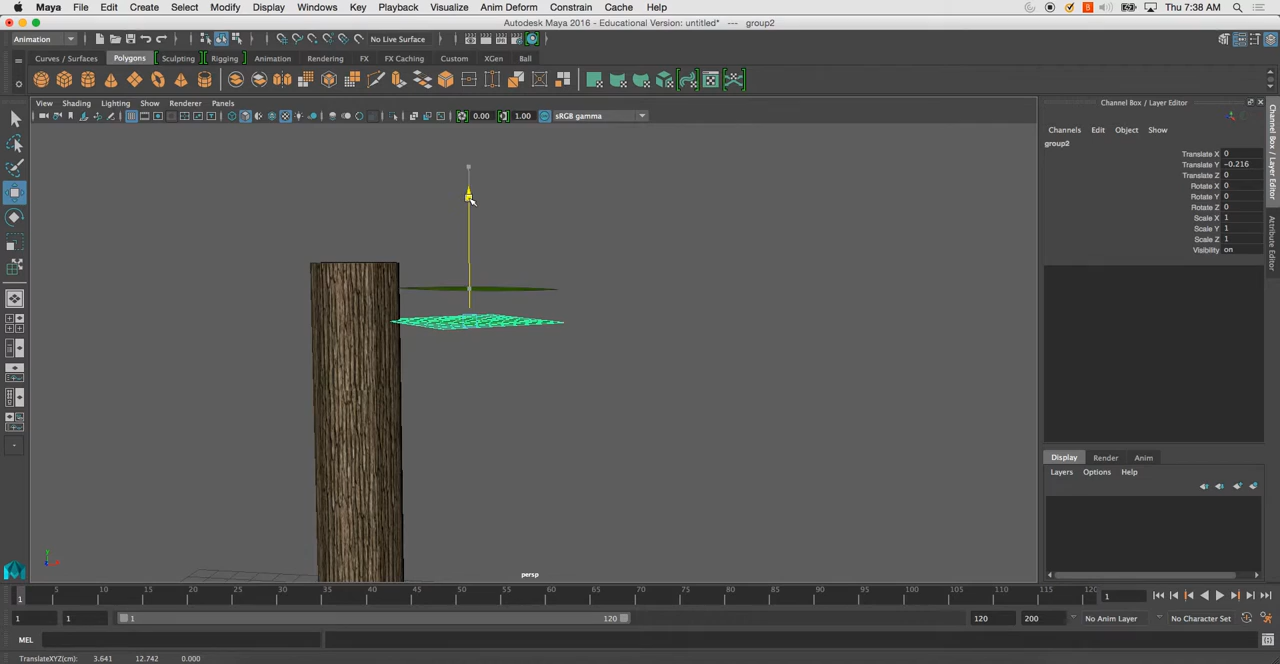 Maya File Edit Create Select Modify Display Windows Key Playback Visualize Anim Deform Constrain Cache Help
Thu 7:38 AM
Autodesk Maya 2016 - Educational Version: untitled* --- group2
Animation
No Live Surface
Curves / Surfaces Polygons Sculpting Rigging Animation Rendering FX FX Caching Custom XGen Ball
View Shading Lighting Show Renderer Panels
0.00 1.00 sRGB gamma
Channel Box / Layer Editor
Channels Edit Object Show
group2
Translate X 0
Translate Y -0.216
Translate Z 0
Rotate X 0
Rotate Y 0
Rotate Z 0
Scale X 1
Scale Y 1
Scale Z 1
Visibility on
Channel Box / Layer Editor
Attribute Editor
Display Render Anim
Layers Options Help
persp
1 5 10 15 20 25 30 35 40 45 50 55 60 65 70 75 80 85 90 95 100 105 110 115 120
1
1 1 1 120 120 200 No Anim Layer No Character Set
MEL
TranslateXYZ(cm): 3.641 12.742 0.000